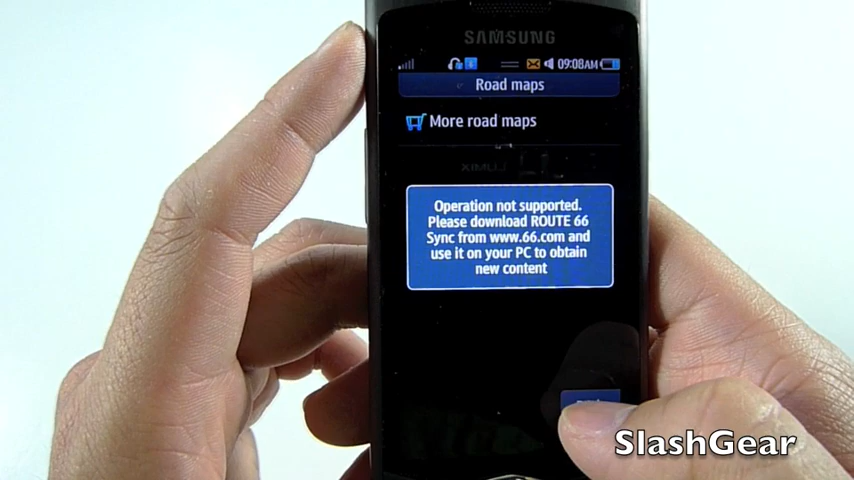 SAMSUNG
09:08AM
Road maps
More road maps
Operation not supported.
Please download ROUTE 66
Sync from www.66.com and
use it on your PC to obtain
new content
SlashGear